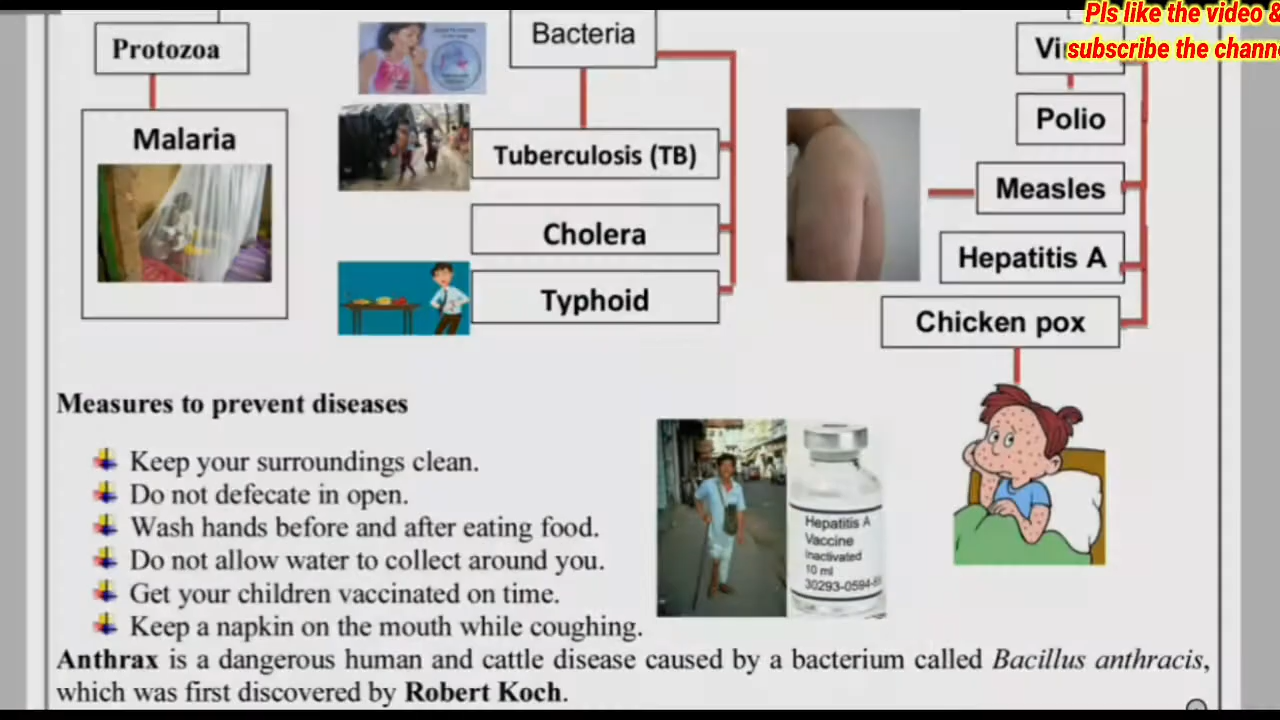 Pls like the video &
subscribe the chann
Protozoa
Malaria
Bacteria
Tuberculosis (TB)
Cholera
Typhoid
Vi
Polio
Measles
Hepatitis A
Chicken pox
Measures to prevent diseases
Keep your surroundings clean.
Do not defecate in open.
Wash hands before and after eating food.
Do not allow water to collect around you.
Get your children vaccinated on time.
Keep a napkin on the mouth while coughing.
Hepatitis A
Vaccine
Inactivated
10 ml
Anthrax is a dangerous human and cattle disease caused by a bacterium called Bacillus anthracis,
which was first discovered by Robert Koch.